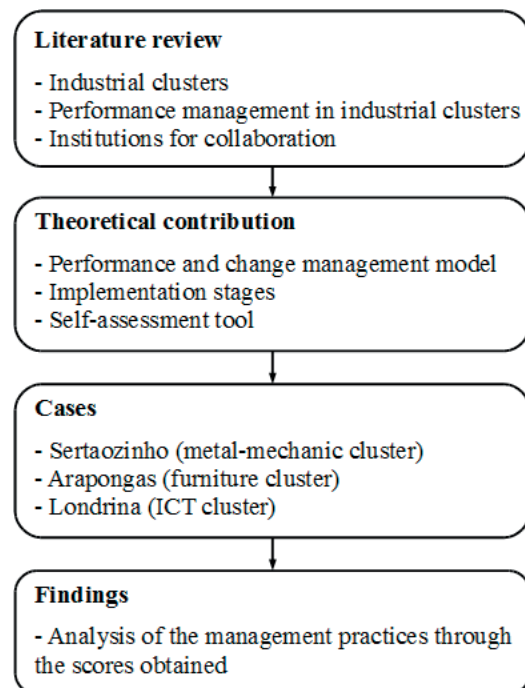 Literature review
- Industrial clusters
- Performance management in industrial clusters
- Institutions for collaboration
Theoretical contribution
- Performance and change management model
- Implementation stages
- Self-assessment tool
Cases
- Sertaozinho (metal-mechanic cluster)
- Arapongas (furniture cluster)
- Londrina (ICT cluster)
Findings
- Analysis of the management practices through
the scores obtained